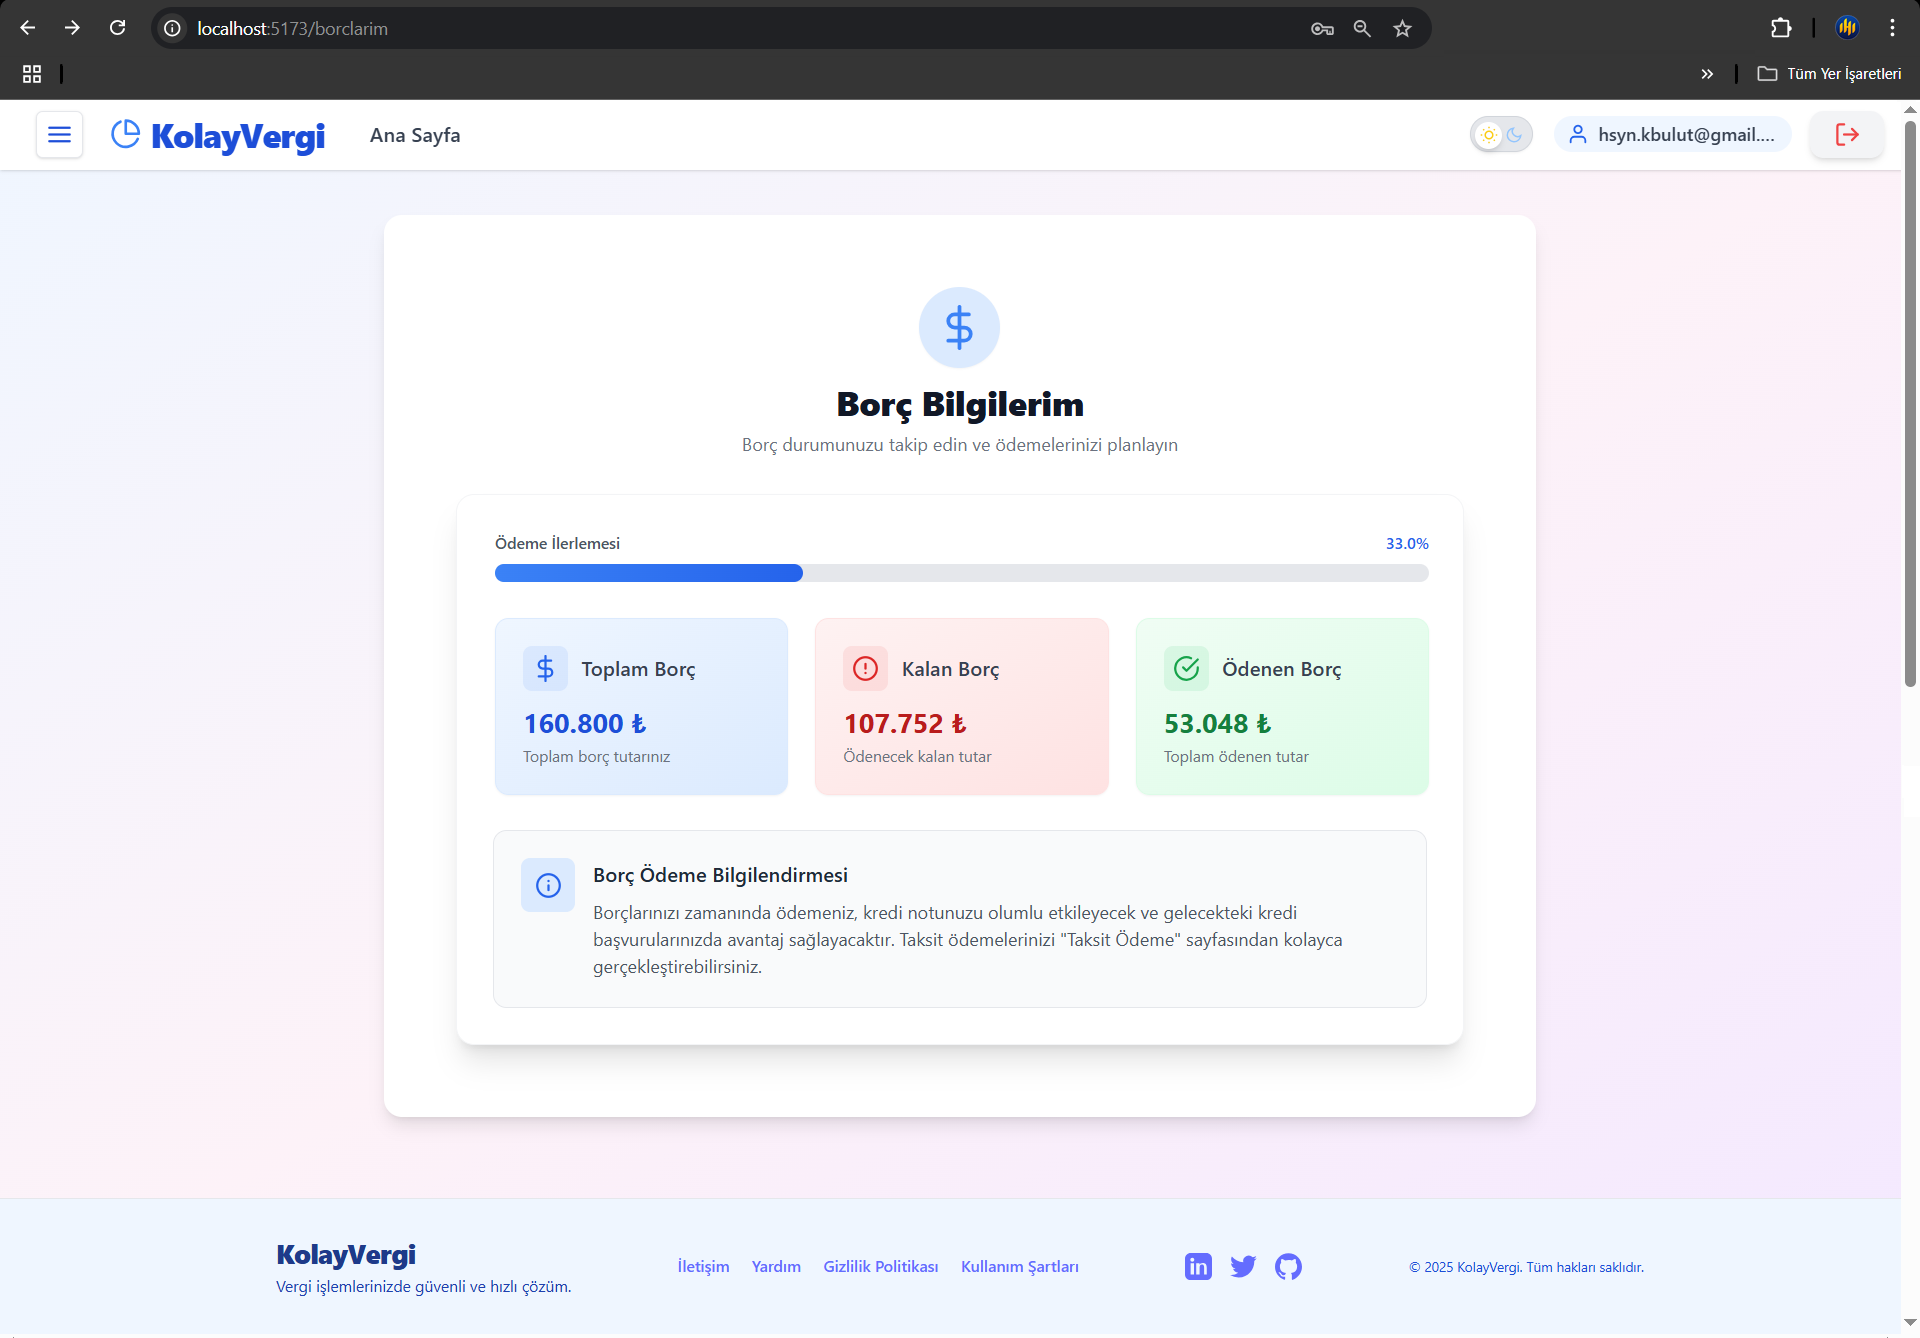 localhost:5173/borclarim
Tüm Yer İşaretleri
KolayVergi
Ana Sayfa
hsyn.kbulut@gmail....
Borç Bilgilerim
Borç durumunuzu takip edin ve ödemelerinizi planlayın
Ödeme İlerlemesi
33.0%
Toplam Borç
160.800 ₺
Toplam borç tutarınız
Kalan Borç
107.752 ₺
Ödenecek kalan tutar
Ödenen Borç
53.048 ₺
Toplam ödenen tutar
Borç Ödeme Bilgilendirmesi
Borçlarınızı zamanında ödemeniz, kredi notunuzu olumlu etkileyecek ve gelecekteki kredi
başvurularınızda avantaj sağlayacaktır. Taksit ödemelerinizi "Taksit Ödeme" sayfasından kolayca
gerçekleştirebilirsiniz.
KolayVergi
Vergi işlemlerinizde güvenli ve hızlı çözüm.
İletişim
Yardım
Gizlilik Politikası
Kullanım Şartları
© 2025 KolayVergi. Tüm hakları saklıdır.